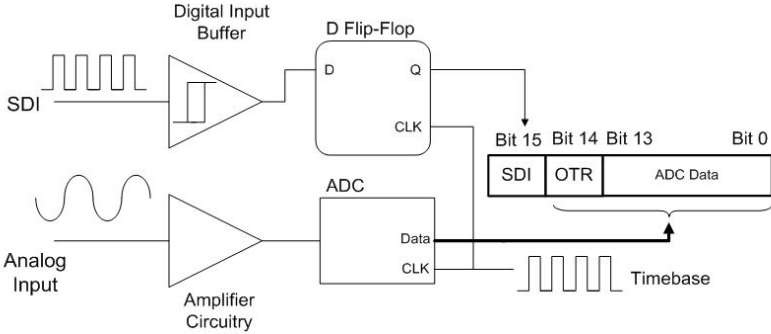 Digital Input
Buffer
D Flip-Flop
SDI
D
Q
CLK
Bit 15
Bit 14
Bit 13
Bit 0
SDI
OTR
ADC Data
ADC
Analog
Input
Data
CLK
Amplifier
Circuitry
Timebase